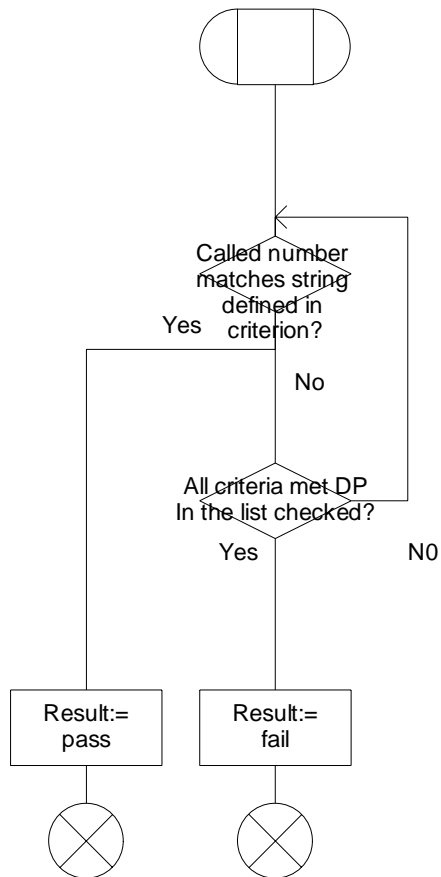 Called number
matches string
defined in
criterion?
Yes
No
All criteria met DP
In the list checked?
Yes
N0
Result:=
pass
Result:=
fail